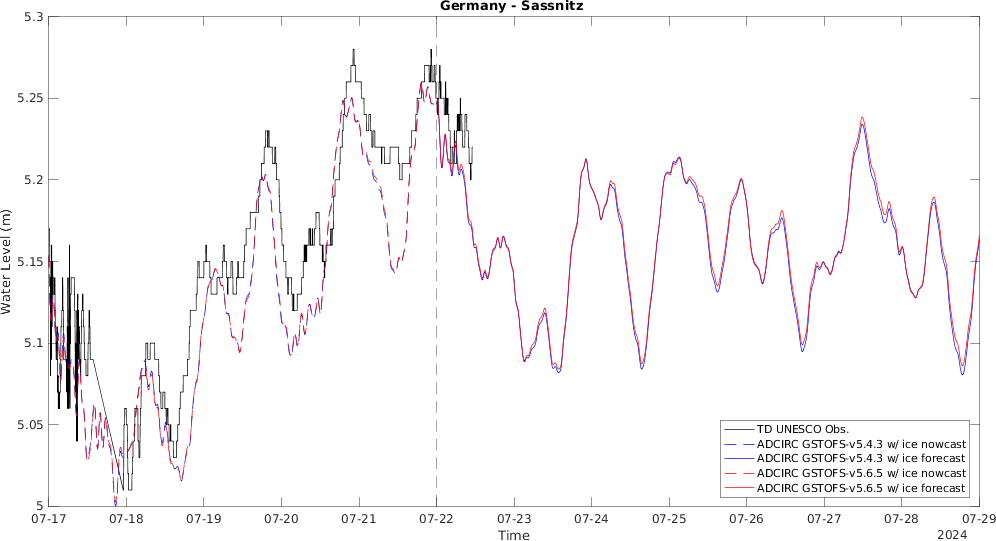 Germany - Sassnitz
5.3
5.25
5.2
5.15
5.1
5.05
5
Water Level (m)
07-17 07-18 07-19 07-20 07-21 07-22 07-23 07-24 07-25 07-26 07-27 07-28 07-29
Time
2024
TD UNESCO Obs.
ADCIRC GSTOFS-v5.4.3 w/ ice nowcast
ADCIRC GSTOFS-v5.4.3 w/ ice forecast
ADCIRC GSTOFS-v5.6.5 w/ ice nowcast
ADCIRC GSTOFS-v5.6.5 w/ ice forecast